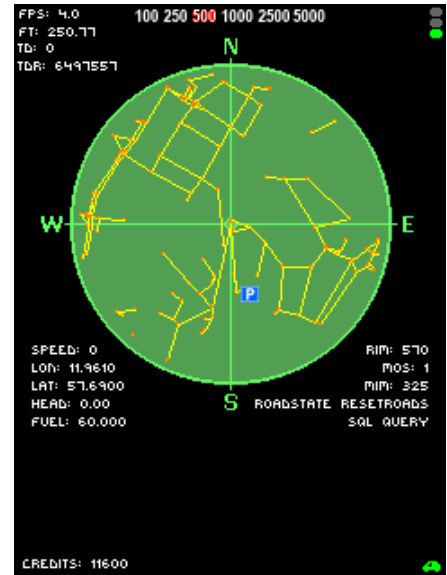 FPS: 4.0
100 250 500 1000 2500 5000
FT: 250.77
TD: 0
TDR: 6497557
N
W
E
P
S
SPEED: 0
RIM: 570
LON: 11.9610
MOS: 1
LAT: 57.6900
MIM: 325
HEAD: 0.00
ROADSTATE RESETROADS
FUEL: 60.000
SQL QUERY
CREDITS: 11600